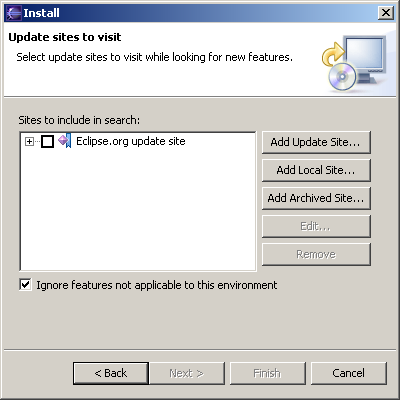 Install
Update sites to visit
Select update sites to visit while looking for new features.
Sites to include in search:
Eclipse.org update site
Add Update Site...
Add Local Site...
Add Archived Site...
Edit...
Remove
Ignore features not applicable to this environment
< Back
Next >
Finish
Cancel